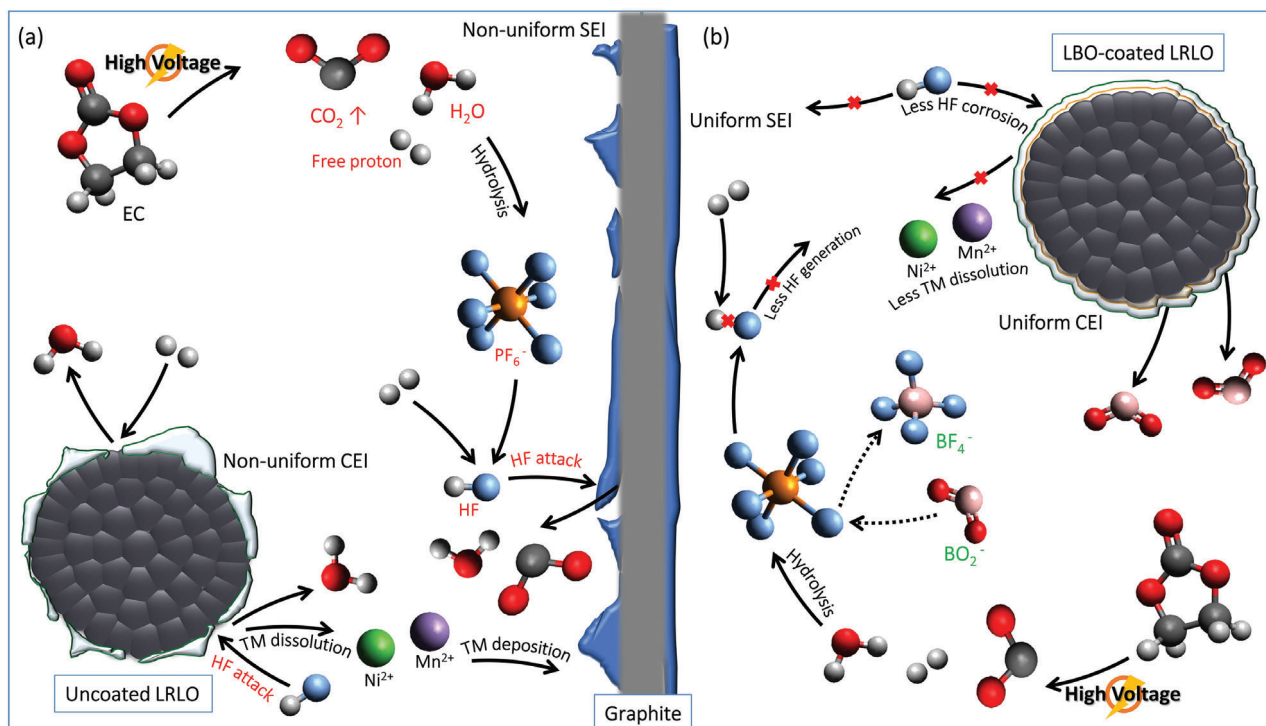 (a)
Non-uniform SEI
High Voltage
CO₂ ↑
H₂O
Free proton
EC
Hydrolysis
PF₆⁻
Non-uniform CEI
HF attack
HF
TM dissolution
HF attack
Ni²⁺
Mn²⁺
TM deposition
Uncoated LRLO
Graphite
(b)
LBO-coated LRLO
Less HF corrosion
Uniform SEI
Less HF generation
Ni²⁺
Mn²⁺
Less TM dissolution
Uniform CEI
BF₄⁻
BO₂⁻
Hydrolysis
High Voltage